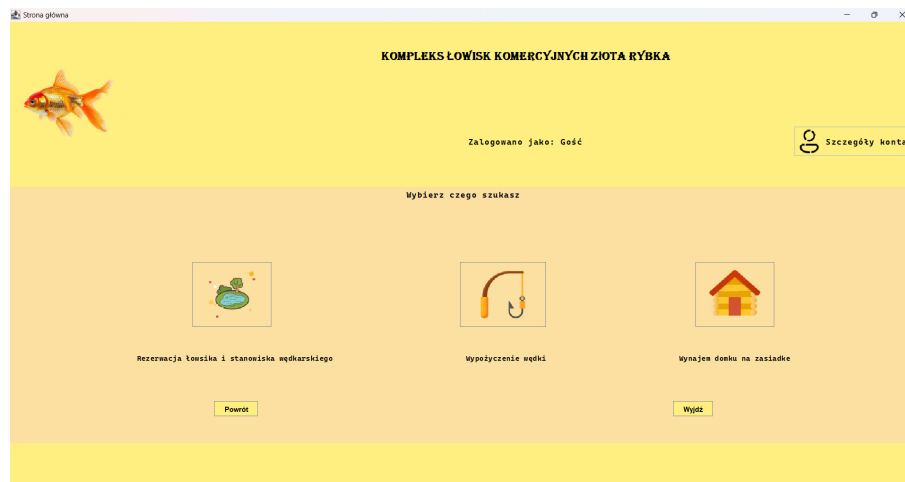 Strona główna
KOMPLEKS ŁOWISK KOMERCYJNYCH ZŁOTA RYBKA
Zalogowano jako: Gość
Szczegóły konta
Wybierz czego szukasz
Rezerwacja Łowsika i stanowiska wędkarskiego
Wypożyczenie wędki
Wynajem domku na zasiadke
Powrót
Wyjdź